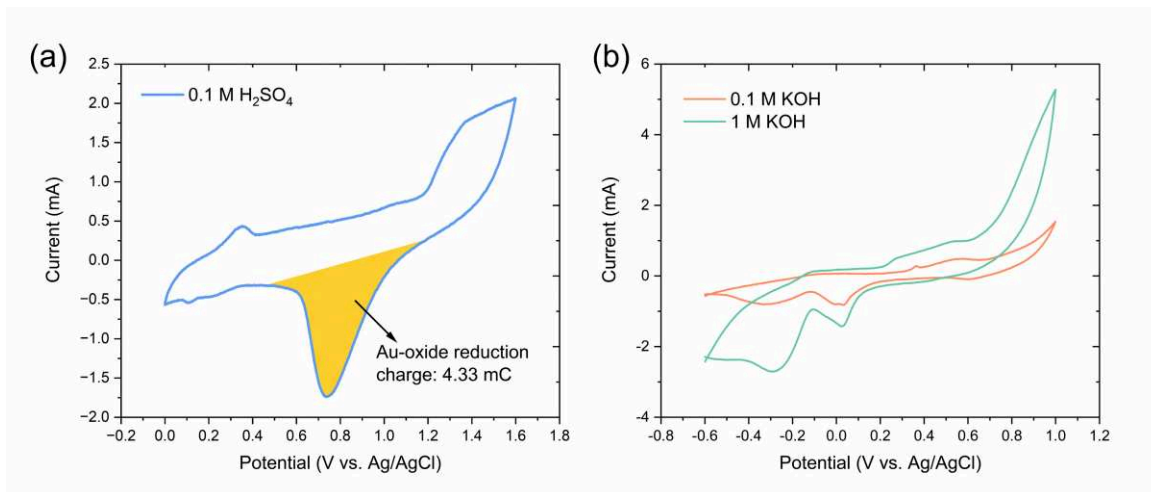 (a)
2.5
2.0
1.5
1.0
0.5
0.0
−0.5
−1.0
−1.5
−2.0
Current (mA)
0.1 M H₂SO₄
Au-oxide reduction
charge: 4.33 mC
−0.2 0.0 0.2 0.4 0.6 0.8 1.0 1.2 1.4 1.6 1.8
Potential (V vs. Ag/AgCl)
(b)
6
4
2
0
-2
-4
Current (mA)
0.1 M KOH
1 M KOH
-0.8 -0.6 -0.4 -0.2 0.0 0.2 0.4 0.6 0.8 1.0 1.2
Potential (V vs. Ag/AgCl)